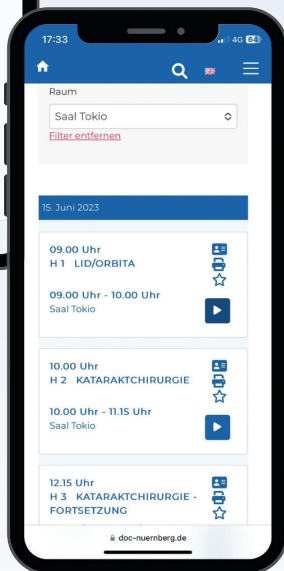 17:33
4G 64
Raum
Saal Tokio
Filter entfernen
15. Juni 2023
09.00 Uhr
H 1 LID/ORBITA
09.00 Uhr - 10.00 Uhr
Saal Tokio
10.00 Uhr
H 2 KATARAKTCHIRURGIE
10.00 Uhr - 11.15 Uhr
Saal Tokio
12.15 Uhr
H 3 KATARAKTCHIRURGIE -
FORTSETZUNG
doc-nuernberg.de